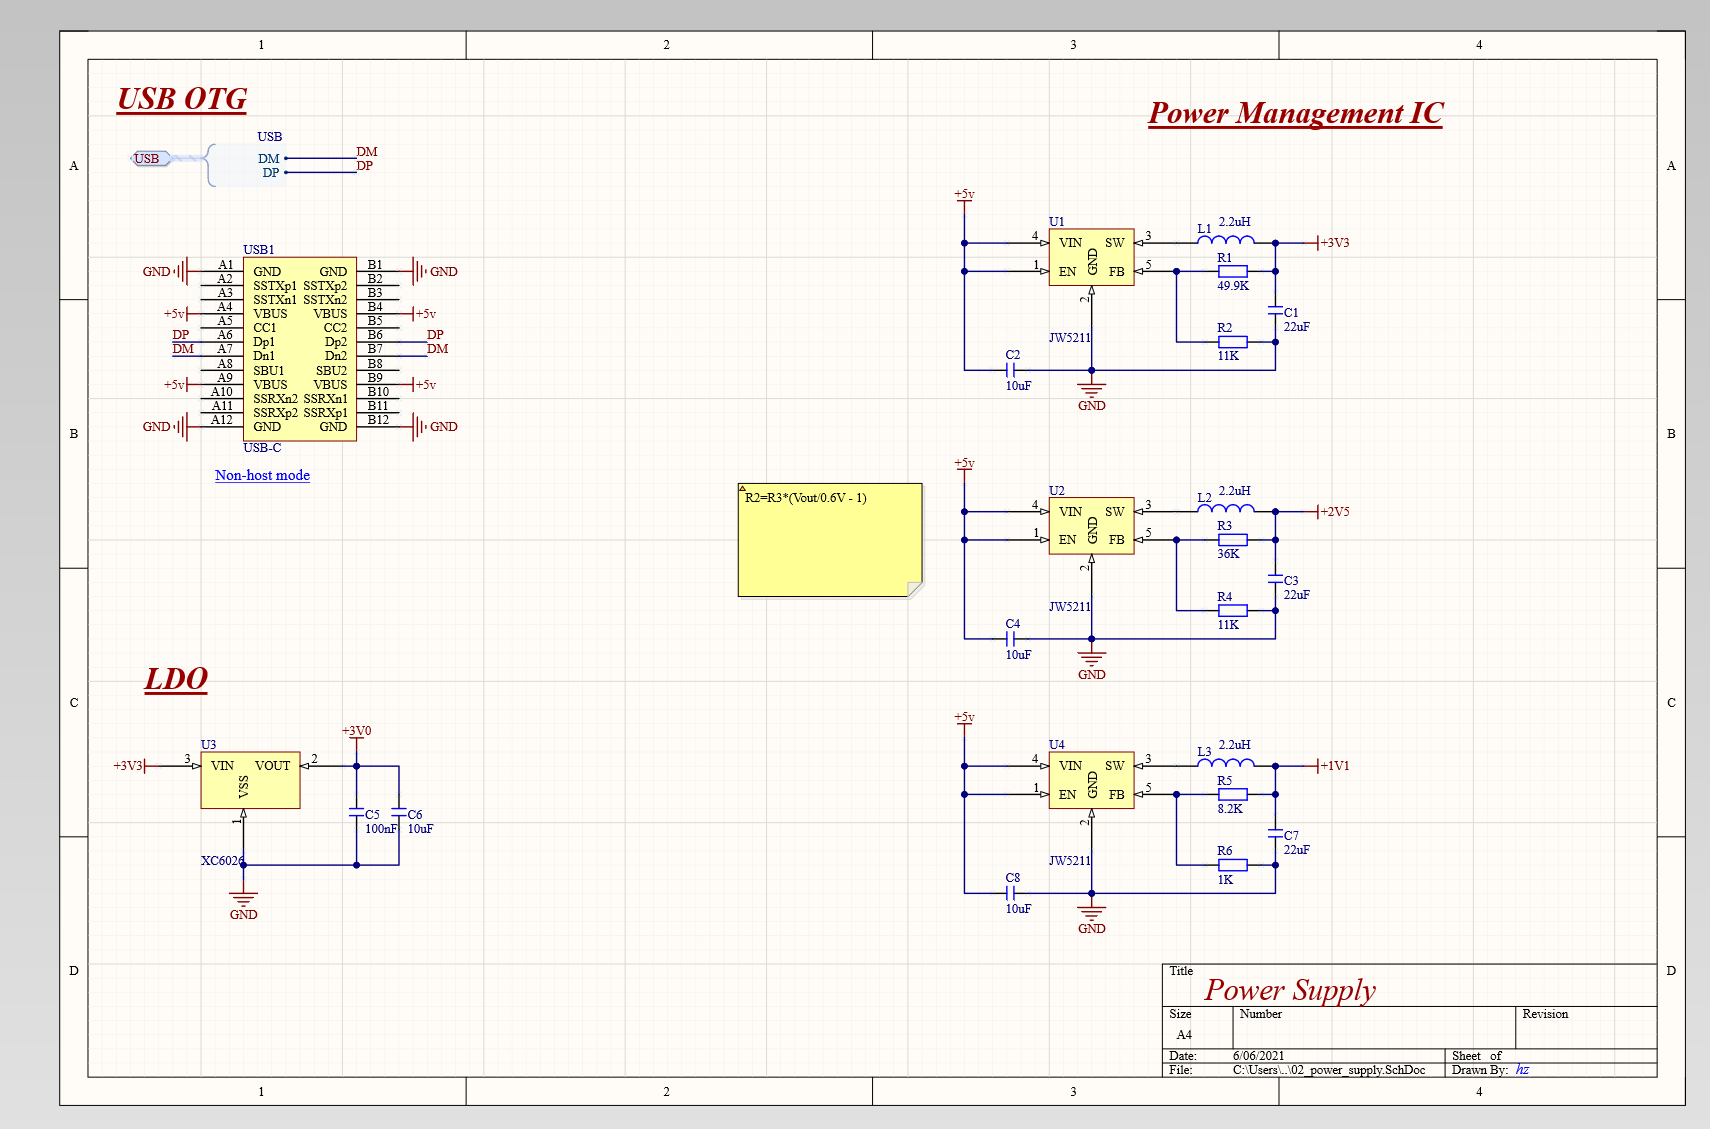 1 2 3 4
USB OTG
Power Management IC
A A
USB
USB
DM DM
DP DP
USB1
GND A1 GND GND B1 GND
A2 SSTXp1 SSTXp2 B2
A3 SSTXn1 SSTXn2 B3
+5v A4 VBUS VBUS B4 +5v
A5 CC1 CC2 B5
DP A6 Dp1 Dp2 B6 DP
DM A7 Dn1 Dn2 B7 DM
A8 SBU1 SBU2 B8
+5v A9 VBUS VBUS B9 +5v
A10 SSRXn2 SSRXn1 B10
A11 SSRXp2 SSRXp1 B11
GND A12 GND GND B12 GND
USB-C
Non-host mode
+5v
U1 2.2uH
L1
4 VIN SW 3 +3V3
GND
R1
1 EN FB 5
49.9K
2
C1
22uF
R2
JW5211
11K
C2
10uF
GND
B B
+5v
U2 2.2uH
L2
4 VIN SW 3 +2V5
GND
R3
1 EN FB 5
36K
2
C3
22uF
R4
JW5211
11K
C4
10uF
GND
R2=R3*(Vout/0.6V - 1)
LDO
C C
+3V0
U3
+3V3 3 VIN VOUT 2
VSS
1
C5 C6
100nF 10uF
XC6026
GND
+5v
U4 2.2uH
L3
4 VIN SW 3 +1V1
GND
R5
1 EN FB 5
8.2K
2
C7
22uF
R6
JW5211
1K
C8
10uF
GND
D D
Title
Power Supply
Size Number Revision
A4
Date: 6/06/2021 Sheet of
File: C:\Users\..\02_power_supply.SchDoc Drawn By: hz
1 2 3 4